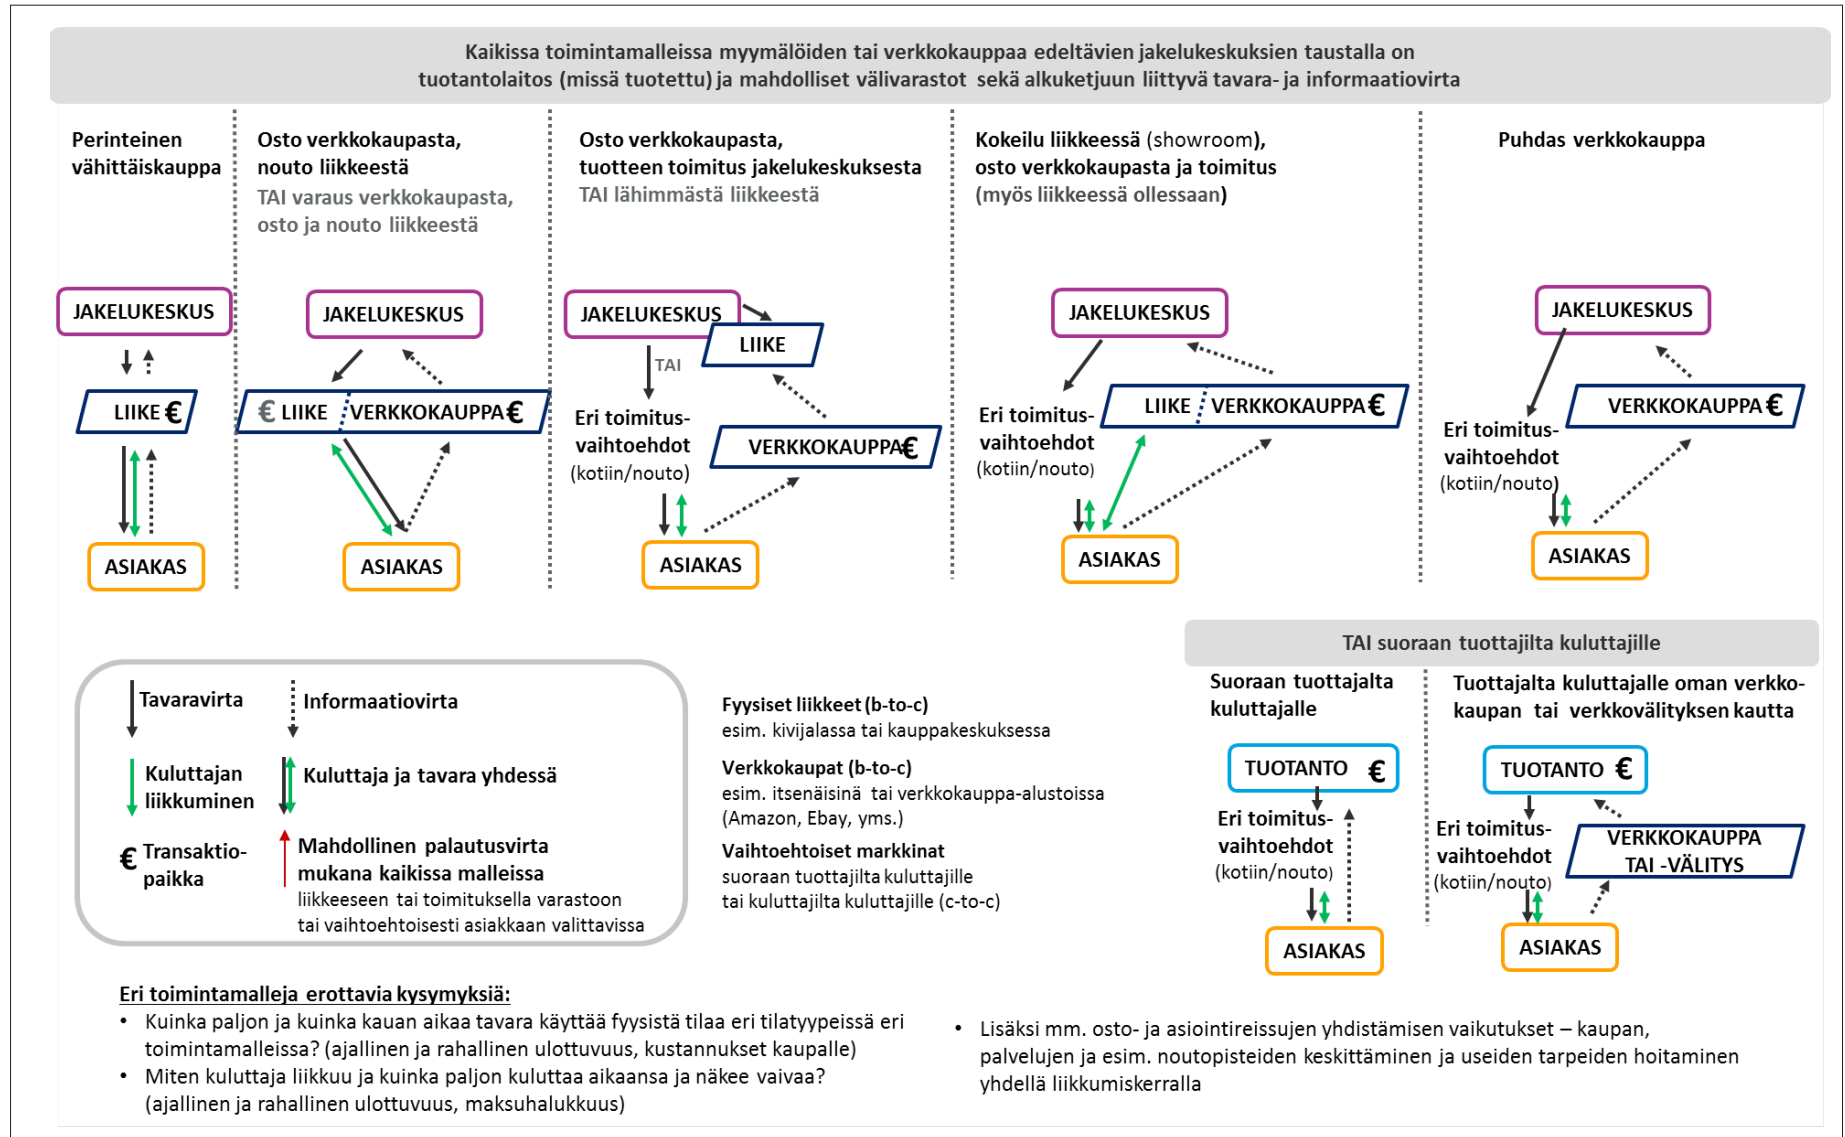 Kaikissa toimintamalleissa myymälöiden tai verkkokauppaa edeltävien jakelukeskuksien taustalla on
tuotantolaitos (missä tuotettu) ja mahdolliset välivarastot sekä alkuketjuun liittyvä tavara- ja informaatiovirta
Perinteinen
vähittäiskauppa
JAKELUKESKUS
LIIKE €
ASIAKAS
Osto verkkokaupasta,
nouto liikkeestä
TAI varaus verkkokaupasta,
osto ja nouto liikkeestä
JAKELUKESKUS
€ LIIKE VERKKOKAUPPA €
ASIAKAS
Osto verkkokaupasta,
tuotteen toimitus jakelukeskuksesta
TAI lähimmästä liikkeestä
JAKELUKESKUS
LIIKE
TAI
Eri toimitus-
vaihtoehdot
(kotiin/nouto)
VERKKOKAUPPA €
ASIAKAS
Kokeilu liikkeessä (showroom),
osto verkkokaupasta ja toimitus
(myös liikkeessä ollessaan)
JAKELUKESKUS
LIIKE VERKKOKAUPPA €
Eri toimitus-
vaihtoehdot
(kotiin/nouto)
ASIAKAS
Puhdas verkkokauppa
JAKELUKESKUS
VERKKOKAUPPA €
Eri toimitus-
vaihtoehdot
(kotiin/nouto)
ASIAKAS
Tavaravirta
Informaatiovirta
Kuluttajan
liikkuminen
Kuluttaja ja tavara yhdessä
€ Transaktio-
paikka
Mahdollinen palautusvirta
mukana kaikissa malleissa
liikkeeseen tai toimituksella varastoon
tai vaihtoehtoisesti asiakkaan valittavissa
Fyysiset liikkeet (b-to-c)
esim. kivijalassa tai kauppakeskuksessa
Verkkokaupat (b-to-c)
esim. itsenäisinä tai verkkokauppa-alustoissa
(Amazon, Ebay, yms.)
Vaihtoehtoiset markkinat
suoraan tuottajilta kuluttajille
tai kuluttajilta kuluttajille (c-to-c)
TAI suoraan tuottajilta kuluttajille
Suoraan tuottajalta
kuluttajalle
TUOTANTO €
Eri toimitus-
vaihtoehdot
(kotiin/nouto)
ASIAKAS
Tuottajalta kuluttajalle oman verkko-
kaupan tai verkkovälityksen kautta
TUOTANTO €
Eri toimitus-
vaihtoehdot
(kotiin/nouto)
VERKKOKAUPPA
TAI -VÄLITYS
ASIAKAS
Eri toimintamalleja erottavia kysymyksiä:
• Kuinka paljon ja kuinka kauan aikaa tavara käyttää fyysistä tilaa eri tilatyypeissä eri
toimintamalleissa? (ajallinen ja rahallinen ulottuvuus, kustannukset kaupalle)
• Miten kuluttaja liikkuu ja kuinka paljon kuluttaa aikaansa ja näkee vaivaa?
(ajallinen ja rahallinen ulottuvuus, maksuhalukkuus)
• Lisäksi mm. osto- ja asiointireissujen yhdistämisen vaikutukset – kaupan,
palvelujen ja esim. noutopisteiden keskittäminen ja useiden tarpeiden hoitaminen
yhdellä liikkumiskerralla